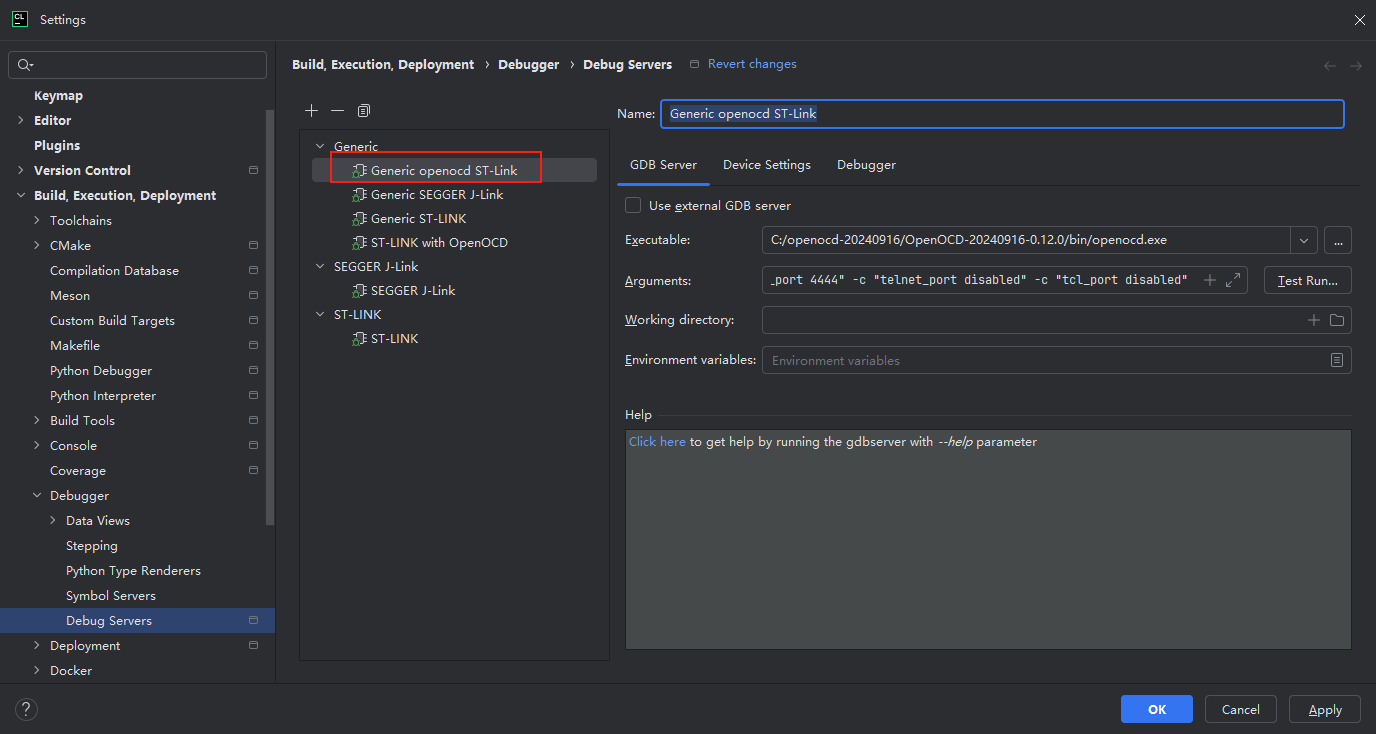 CL
Settings
Keymap
Editor
Plugins
Version Control
Build, Execution, Deployment
Toolchains
CMake
Compilation Database
Meson
Custom Build Targets
Makefile
Python Debugger
Python Interpreter
Build Tools
Console
Coverage
Debugger
Data Views
Stepping
Python Type Renderers
Symbol Servers
Debug Servers
Deployment
Docker
Build, Execution, Deployment › Debugger › Debug Servers Revert changes
Generic
Generic openocd ST-Link
Generic SEGGER J-Link
Generic ST-LINK
ST-LINK with OpenOCD
SEGGER J-Link
SEGGER J-Link
ST-LINK
ST-LINK
Name: Generic openocd ST-Link
GDB Server Device Settings Debugger
Use external GDB server
Executable: C:/openocd-20240916/OpenOCD-20240916-0.12.0/bin/openocd.exe ...
Arguments: _port 4444" -c "telnet_port disabled" -c "tcl_port disabled" Test Run...
Working directory:
Environment variables: Environment variables
Help
Click here to get help by running the gdbserver with --help parameter
? OK Cancel Apply